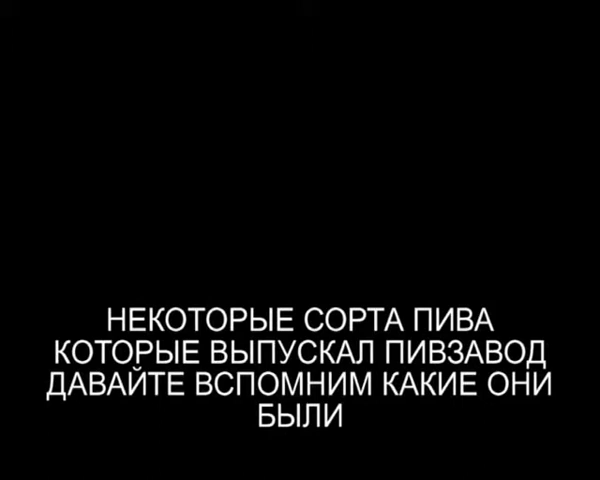 НЕКОТОРЫЕ СОРТА ПИВА
КОТОРЫЕ ВЫПУСКАЛ ПИВЗАВОД
ДАВАЙТЕ ВСПОМНИМ КАКИЕ ОНИ
БЫЛИ